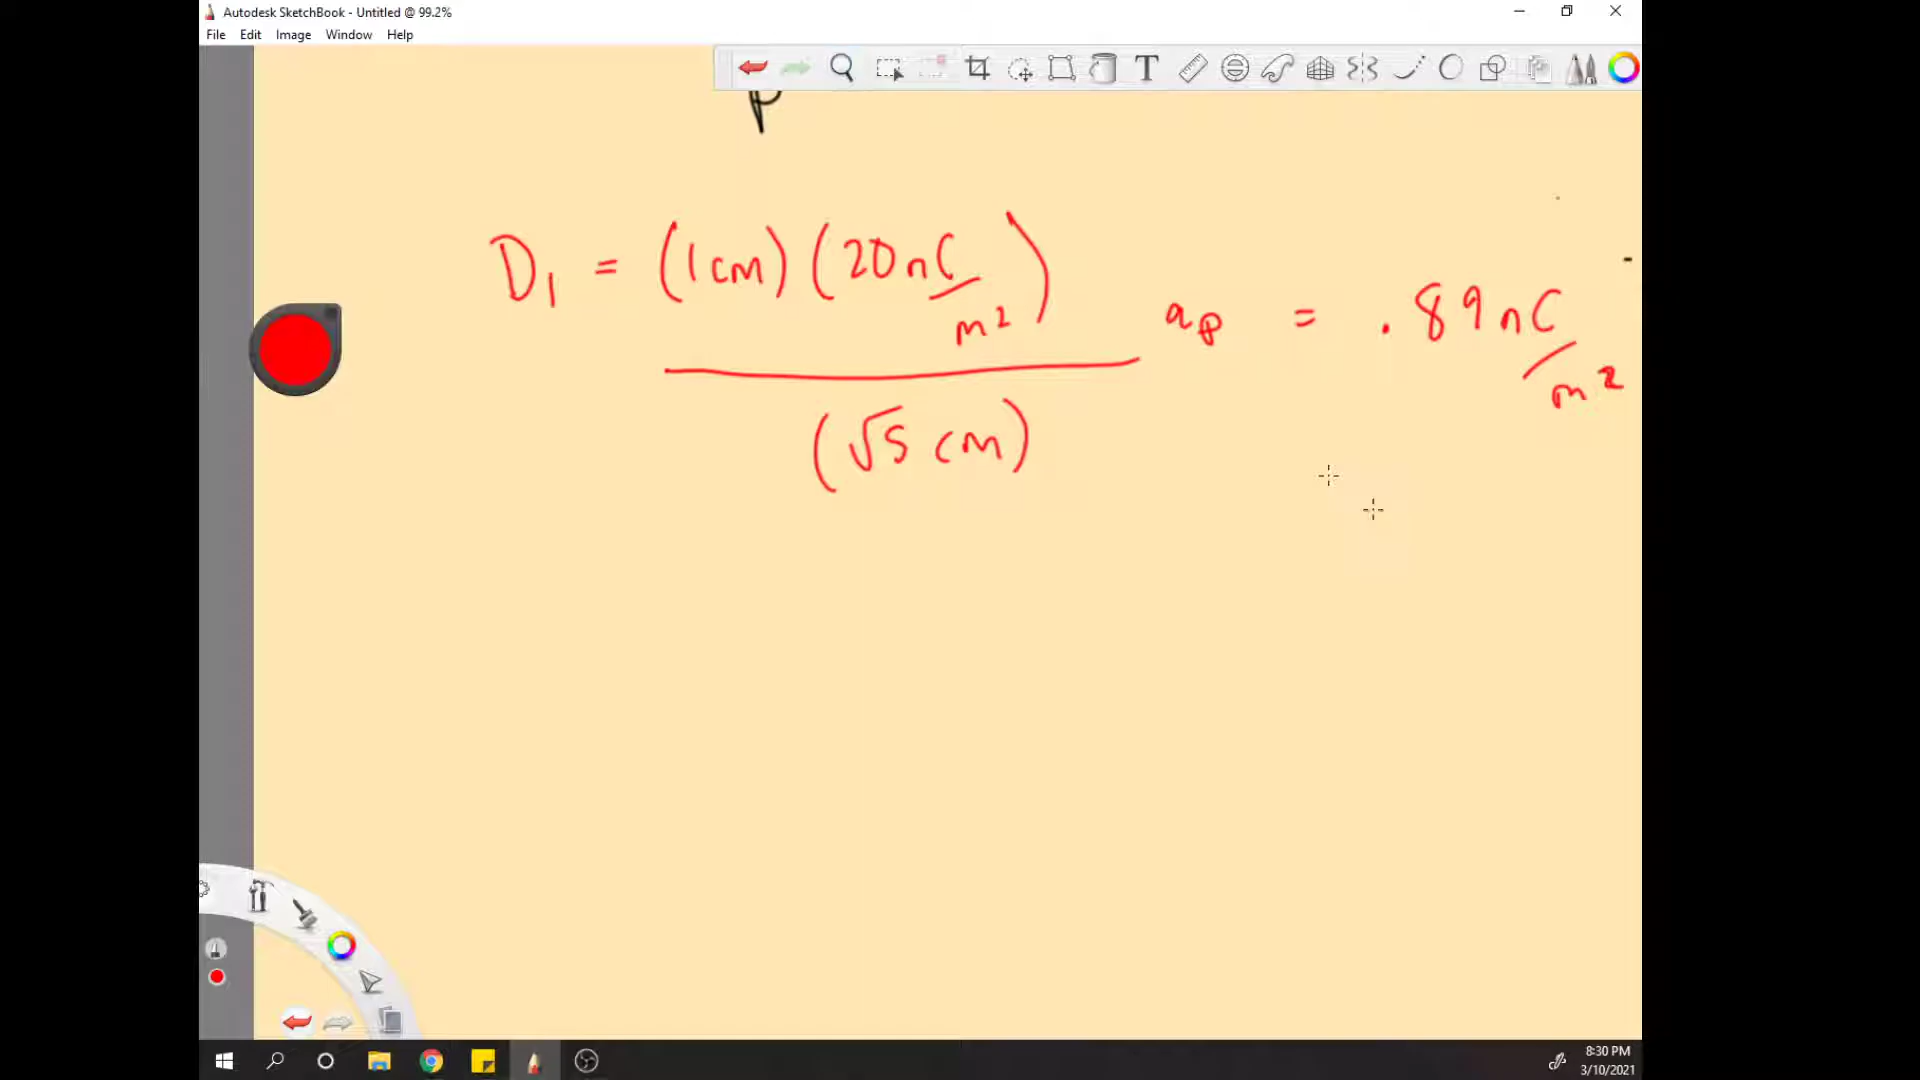 Autodesk SketchBook - Untitled @ 99.2%
File Edit Image Window Help
T
ρ
D₁ = (1cm)(20nC/m²) / (√5 cm) aρ = .89nC/m²
8:30 PM
3/10/2021